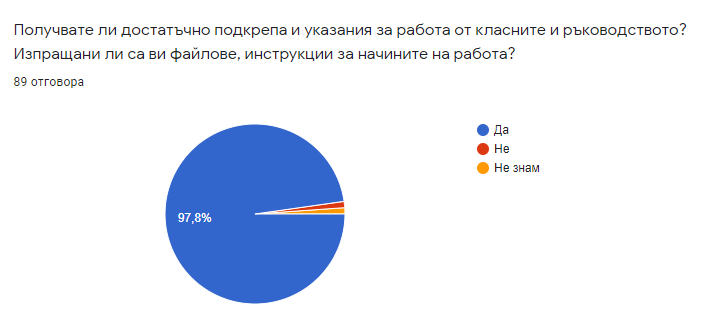 Получвате ли достатъчно подкрепа и указания за работа от класните и ръководството?
Изпращани ли са ви файлове, инструкции за начините на работа?
89 отговора
Да
Не
Не знам
97,8%